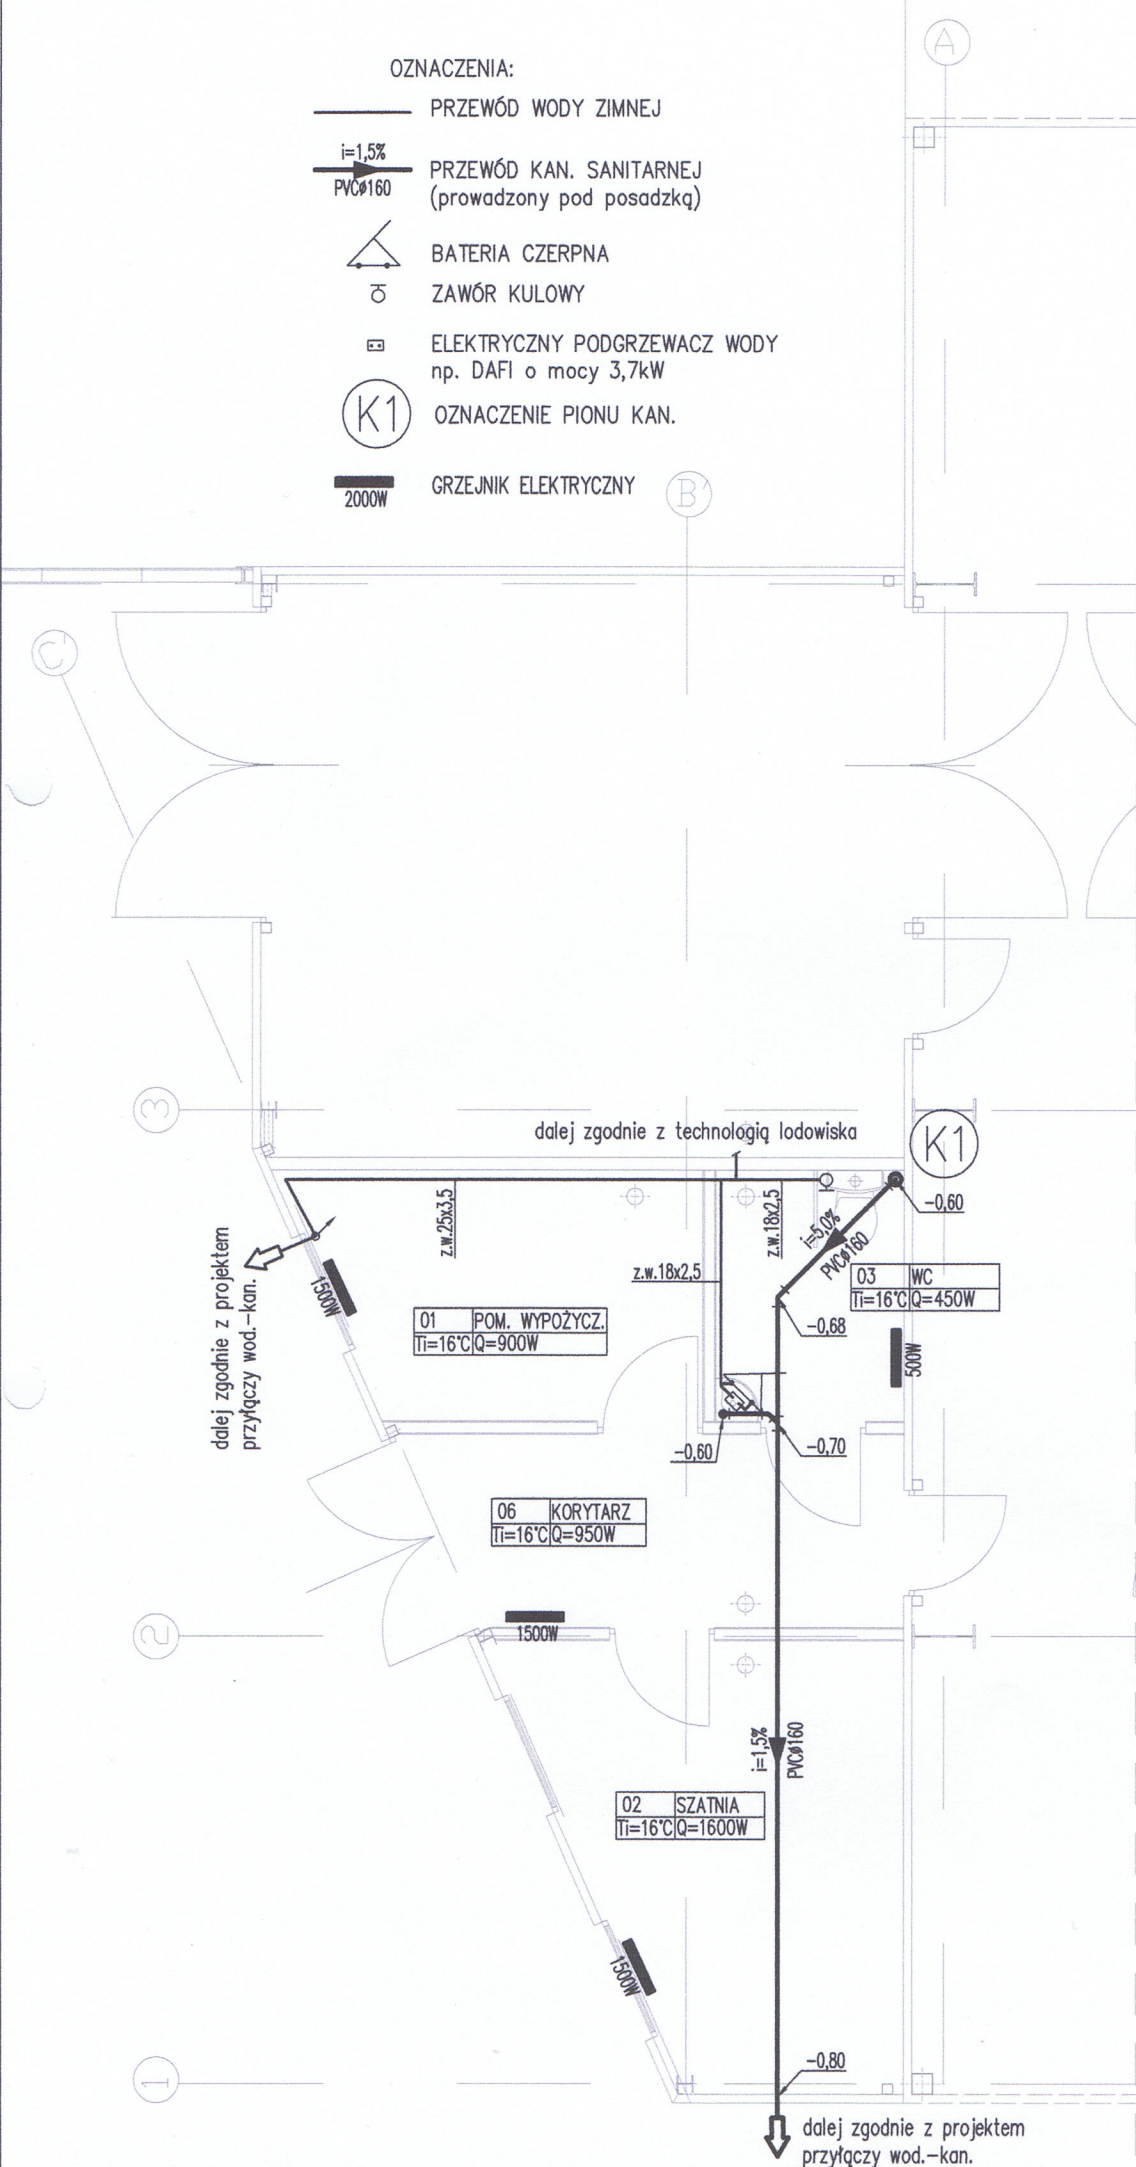 A
OZNACZENIA:
PRZEWÓD WODY ZIMNEJ
i=1,5%
PVCø160
PRZEWÓD KAN. SANITARNEJ
(prowadzony pod posadzką)
BATERIA CZERPNA
ZAWÓR KULOWY
ELEKTRYCZNY PODGRZEWACZ WODY
np. DAFI o mocy 3,7kW
K1
OZNACZENIE PIONU KAN.
2000W
GRZEJNIK ELEKTRYCZNY
B'
C'
3
dalej zgodnie z technologią lodowiska
K1
z.w.25x3,5
z.w.18x2,5
-0,60
i=5,0%
PVCø160
z.w.18x2,5
dalej zgodnie z projektem
przyłączy wod.-kan.
1500W
03 WC
Ti=16°C Q=450W
01 POM. WYPOŻYCZ.
Ti=16°C Q=900W
-0,68
500W
-0,60
-0,70
06 KORYTARZ
Ti=16°C Q=950W
2
1500W
i=1,5%
PVCø160
02 SZATNIA
Ti=16°C Q=1600W
1500W
-0,80
1
dalej zgodnie z projektem
przyłączy wod.-kan.